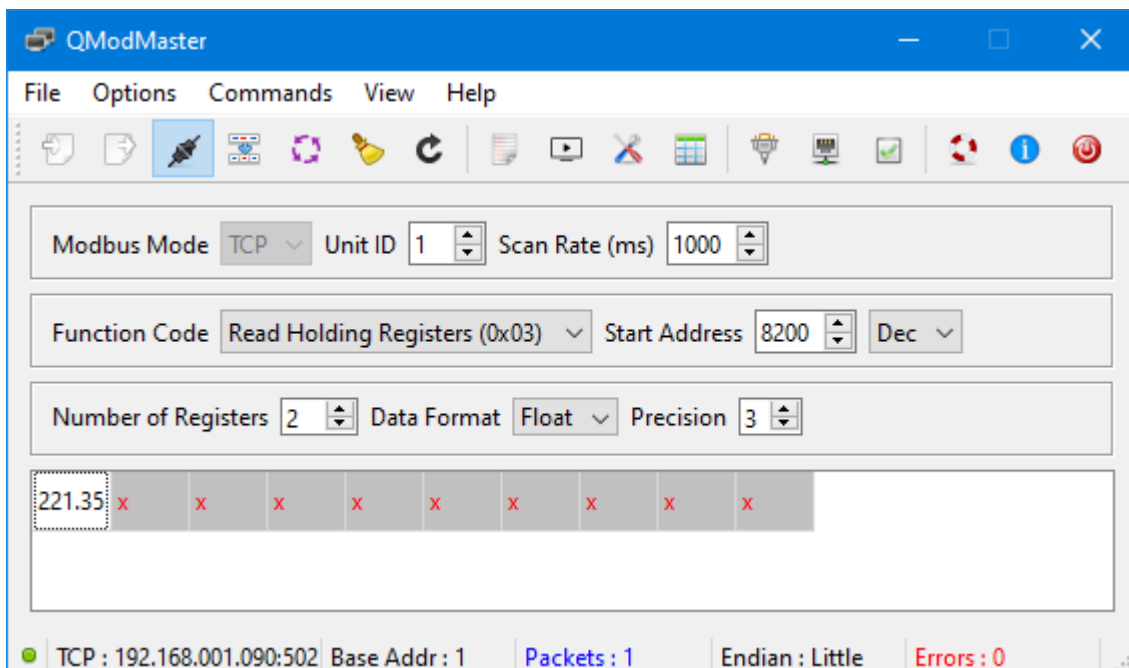 QModMaster
File Options Commands View Help
Modbus Mode TCP Unit ID 1 Scan Rate (ms) 1000
Function Code Read Holding Registers (0x03) Start Address 8200 Dec
Number of Registers 2 Data Format Float Precision 3
221.35 x x x x x x x x x
TCP : 192.168.001.090:502 Base Addr : 1 Packets : 1 Endian : Little Errors : 0